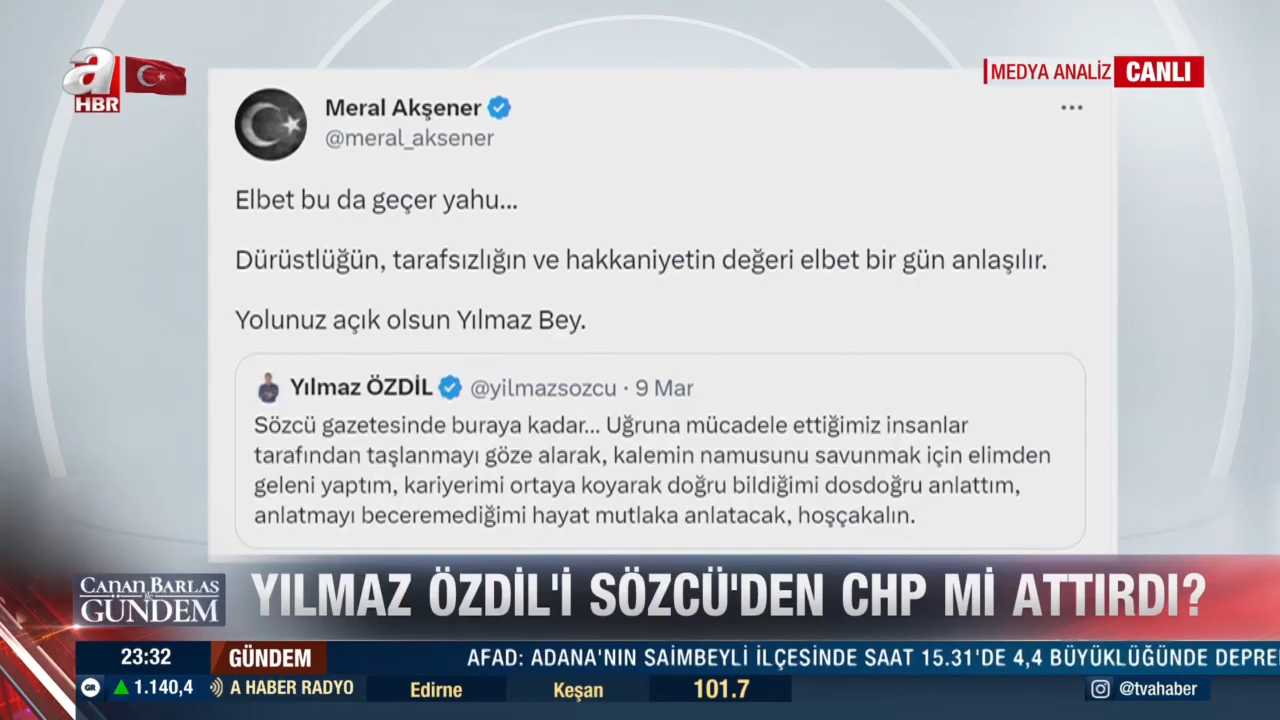 a
HBR
MEDYA ANALİZ CANLI
Meral Akşener
@meral_aksener
Elbet bu da geçer yahu...
Dürüstlüğün, tarafsızlığın ve hakkaniyetin değeri elbet bir gün anlaşılır.
Yolunuz açık olsun Yılmaz Bey.
Yılmaz ÖZDİL @yilmazsozcu · 9 Mar
Sözcü gazetesinde buraya kadar... Uğruna mücadele ettiğimiz insanlar
tarafından taşlanmayı göze alarak, kalemin namusunu savunmak için elimden
geleni yaptım, kariyerimi ortaya koyarak doğru bildiğimi dosdoğru anlattım,
anlatmayı beceremediğimi hayat mutlaka anlatacak, hoşçakalın.
CANAN BARLAS
İLE
GÜNDEM
YILMAZ ÖZDİL'İ SÖZCÜ'DEN CHP Mİ ATTIRDI?
23:32 GÜNDEM AFAD: ADANA'NIN SAİMBEYLİ İLÇESİNDE SAAT 15.31'DE 4,4 BÜYÜKLÜĞÜNDE DEPRE
GR 1.140,4 A HABER RADYO Edirne Keşan 101.7 @tvahaber